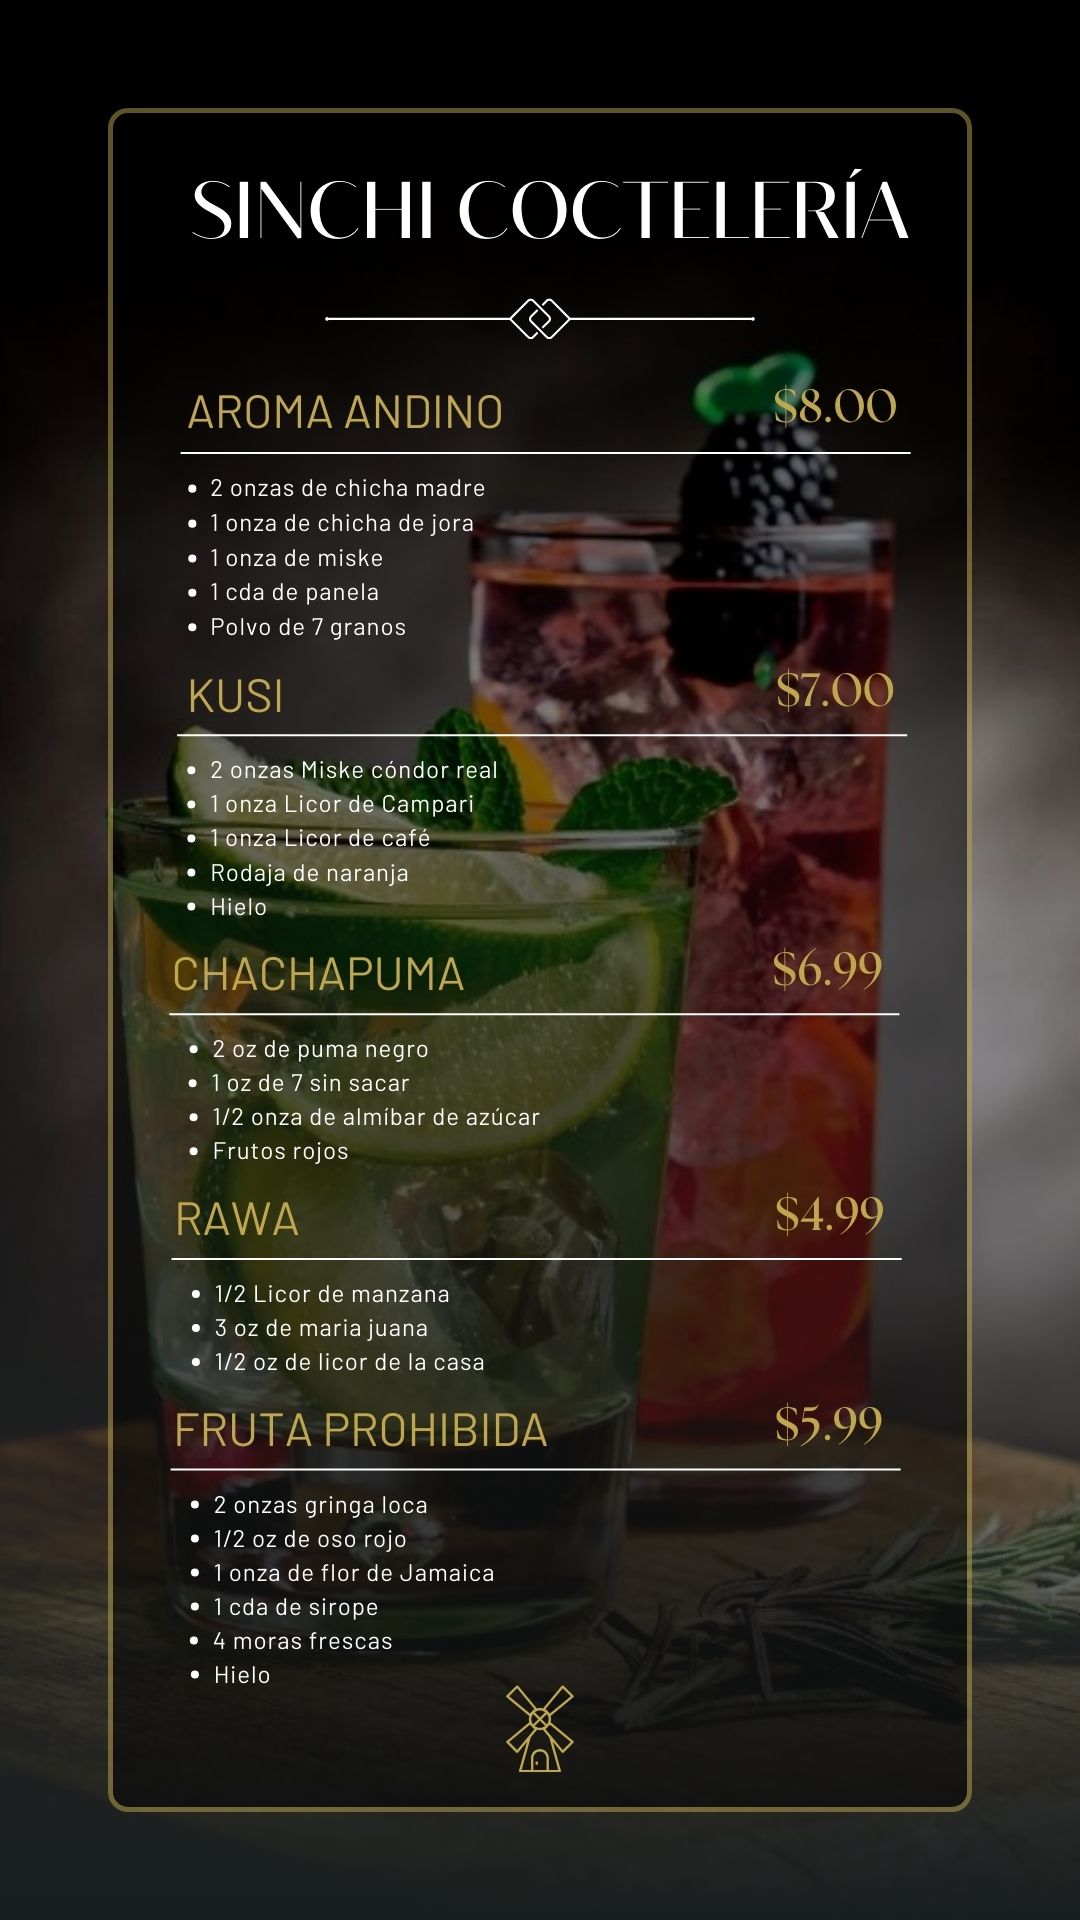 SINCHI COCTELERÍA
AROMA ANDINO $8.00
2 onzas de chicha madre
1 onza de chicha de jora
1 onza de miske
1 cda de panela
Polvo de 7 granos
KUSI $7.00
2 onzas Miske cóndor real
1 onza Licor de Campari
1 onza Licor de café
Rodaja de naranja
Hielo
CHACHAPUMA $6.99
2 oz de puma negro
1 oz de 7 sin sacar
1/2 onza de almíbar de azúcar
Frutos rojos
RAWA $4.99
1/2 Licor de manzana
3 oz de maria juana
1/2 oz de licor de la casa
FRUTA PROHIBIDA $5.99
2 onzas gringa loca
1/2 oz de oso rojo
1 onza de flor de Jamaica
1 cda de sirope
4 moras frescas
Hielo